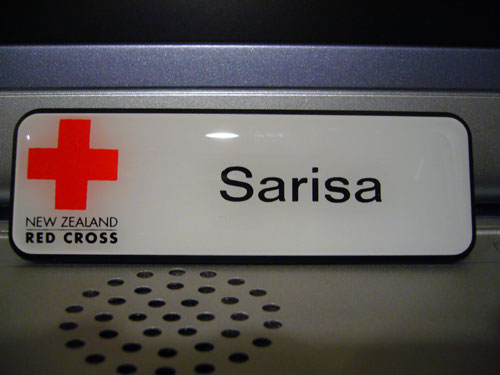 Sarisa
NEW ZEALAND
RED CROSS